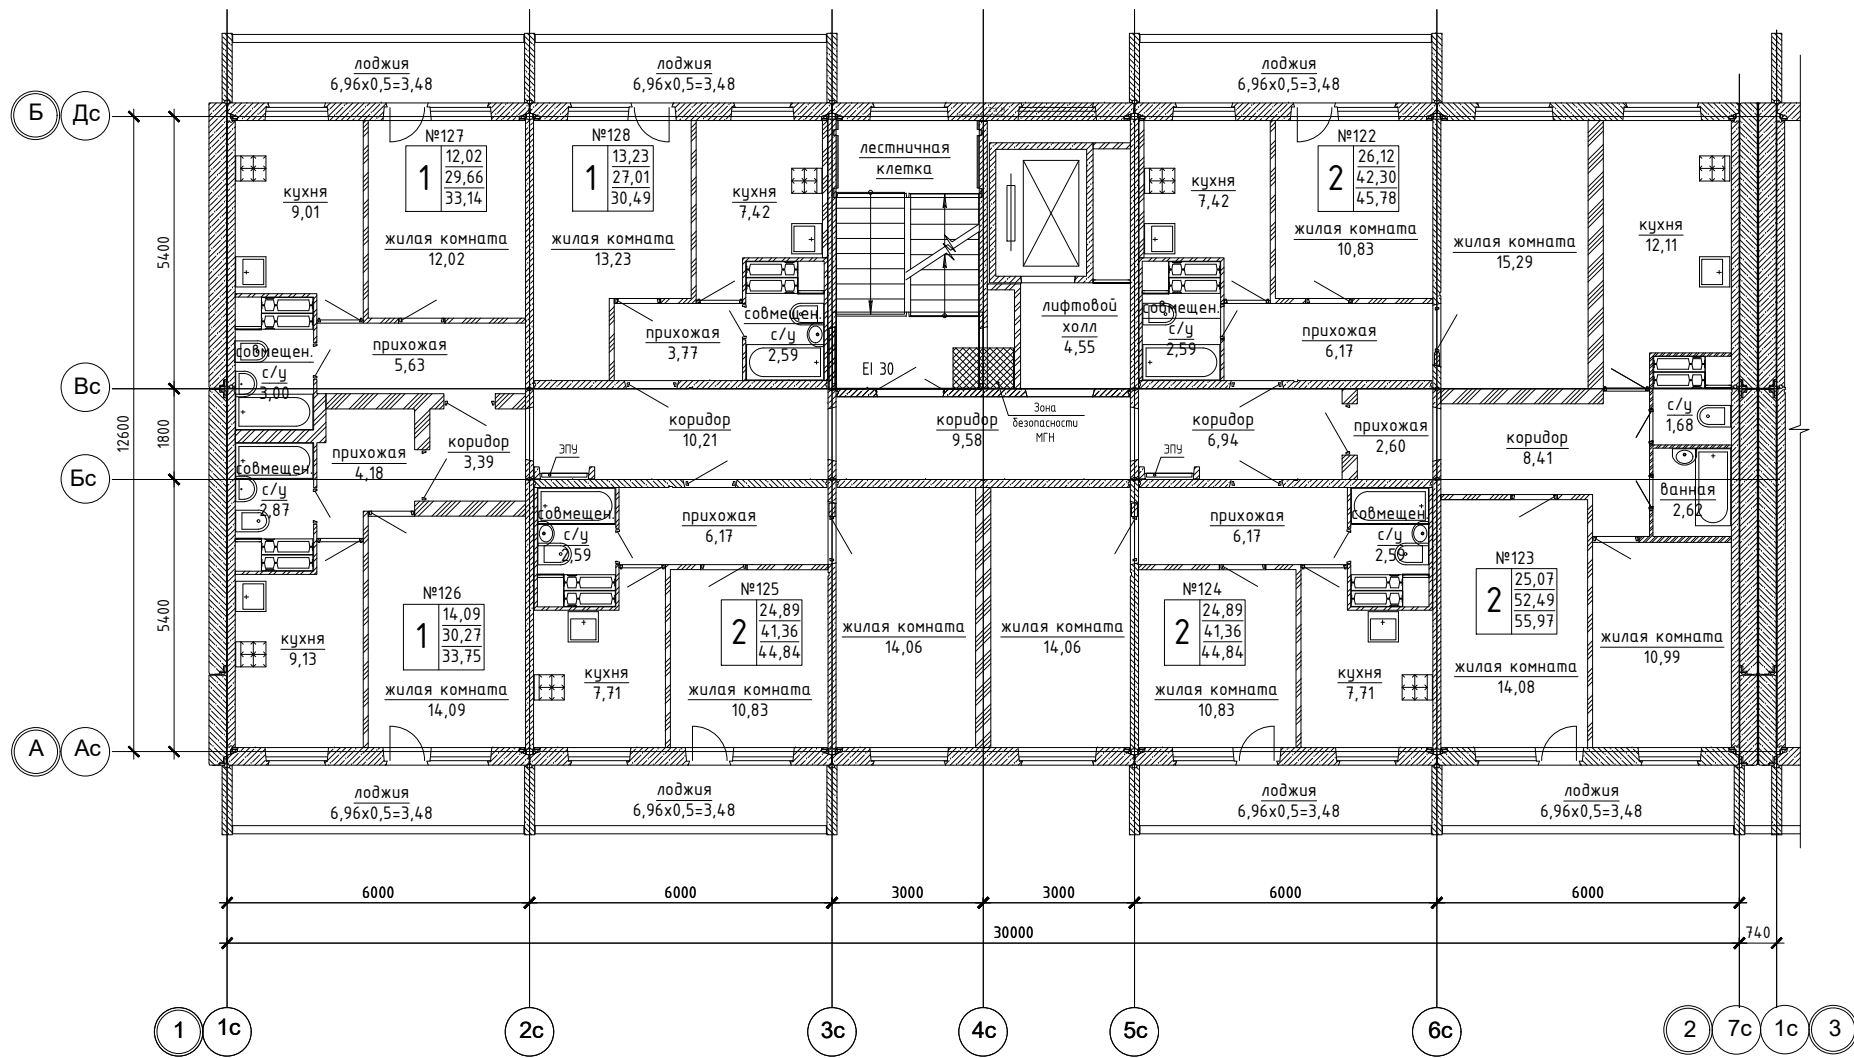 лоджия
6,96х0,5=3,48
лоджия
6,96х0,5=3,48
лоджия
6,96х0,5=3,48
Б
Дс
№127
1
12,02
29,66
33,14
кухня
9,01
жилая комната
12,02
№128
1
13,23
27,01
30,49
кухня
7,42
жилая комната
13,23
лестничная
клетка
№122
2
26,12
42,30
45,78
кухня
7,42
жилая комната
10,83
жилая комната
15,29
кухня
12,11
5400
совмещен.
с/у
3,00
прихожая
5,63
прихожая
3,77
совмещен.
с/у
2,59
EI 30
лифтовой
холл
4,55
совмещен.
с/у
2,59
прихожая
6,17
Вс
12600
1800
коридор
10,21
коридор
9,58
Зона
безопасности
МГН
коридор
6,94
прихожая
2,60
коридор
8,41
с/у
1,68
прихожая
4,18
коридор
3,39
ЗПУ
ЗПУ
Бс
совмещен.
с/у
2,87
совмещен.
с/у
2,59
прихожая
6,17
прихожая
6,17
совмещен.
с/у
2,59
ванная
2,62
5400
№126
1
14,09
30,27
33,75
кухня
9,13
жилая комната
14,09
№125
2
24,89
41,36
44,84
кухня
7,71
жилая комната
10,83
жилая комната
14,06
жилая комната
14,06
№124
2
24,89
41,36
44,84
жилая комната
10,83
кухня
7,71
№123
2
25,07
52,49
55,97
жилая комната
14,08
жилая комната
10,99
А
Ас
лоджия
6,96х0,5=3,48
лоджия
6,96х0,5=3,48
лоджия
6,96х0,5=3,48
лоджия
6,96х0,5=3,48
6000
6000
3000
3000
6000
6000
30000
740
1
1с
2с
3с
4с
5с
6с
2
7с
1с
3